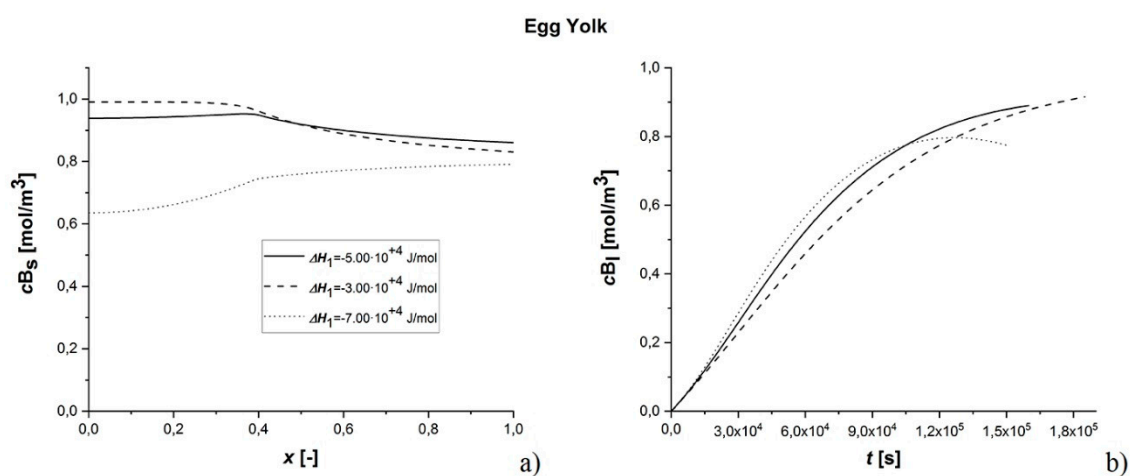 Egg Yolk
1,0
0,8
0,6
0,4
0,2
0,0
cBs [mol/m³]
0,0 0,2 0,4 0,6 0,8 1,0
x [-]
ΔH₁=-5.00·10⁺⁴ J/mol
ΔH₁=-3.00·10⁺⁴ J/mol
ΔH₁=-7.00·10⁺⁴ J/mol
a)
1,0
0,8
0,6
0,4
0,2
0,0
cBl [mol/m³]
0,0 3,0x10⁴ 6,0x10⁴ 9,0x10⁴ 1,2x10⁵ 1,5x10⁵ 1,8x10⁵
t [s]
b)